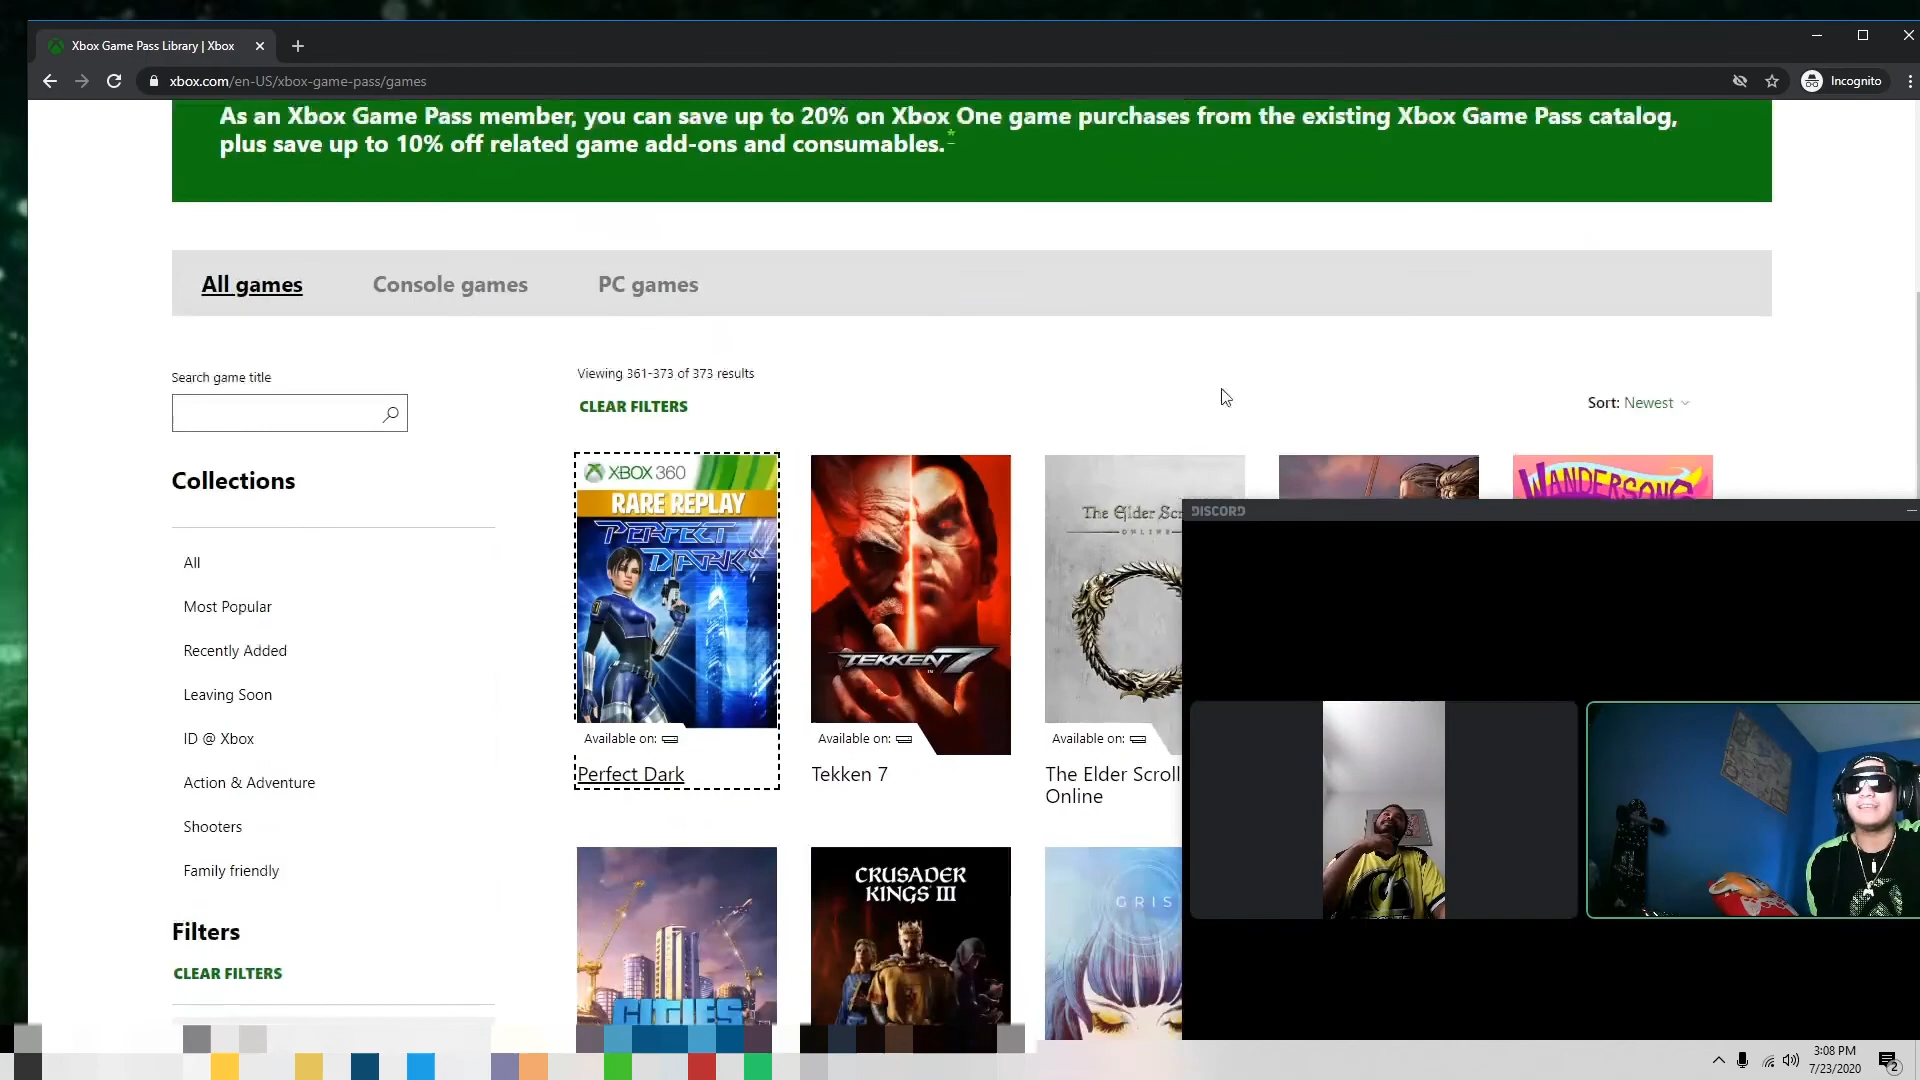 Xbox Game Pass Library | Xbox
xbox.com/en-US/xbox-game-pass/games
Incognito
As an Xbox Game Pass member, you can save up to 20% on Xbox One game purchases from the existing Xbox Game Pass catalog,
plus save up to 10% off related game add-ons and consumables.*
All games
Console games
PC games
Search game title
Viewing 361-373 of 373 results
CLEAR FILTERS
Sort: Newest
Collections
All
Most Popular
Recently Added
Leaving Soon
ID @ Xbox
Action & Adventure
Shooters
Family friendly
Filters
CLEAR FILTERS
XBOX 360
RARE REPLAY
PERFECT
DARK
Available on:
Perfect Dark
TEKKEN 7
Available on:
Tekken 7
The Elder Scr
ONLINE
Available on:
The Elder Scroll
Online
WANDERSONG
DISCORD
CITIES
CRUSADER
KINGS III
GRIS
3:08 PM
7/23/2020
2